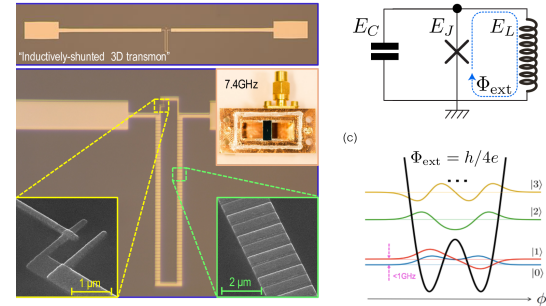 "Inductively-shunted 3D transmon"
7.4GHz
1 µm
2 µm
E_C
E_J
E_L
Φ_ext
(c)
Φ_ext = h/4e
|3⟩
|2⟩
|1⟩
|0⟩
<1GHz
ϕ